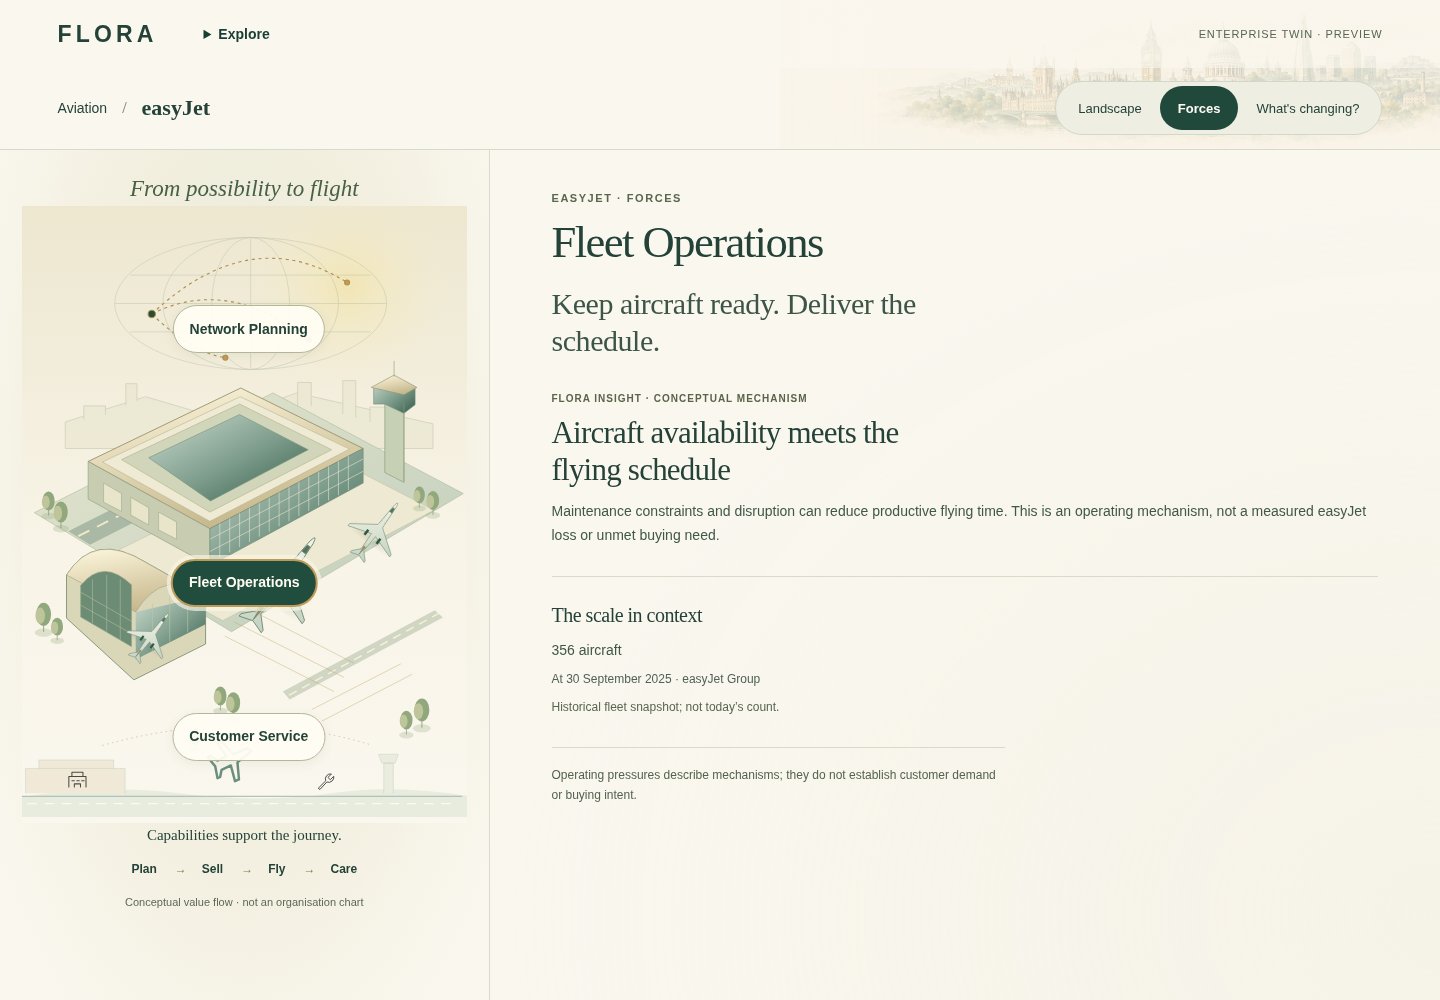 FLORA
▶ Explore
ENTERPRISE TWIN · PREVIEW
Aviation / easyJet
Landscape
Forces
What's changing?
From possibility to flight
Network Planning
Fleet Operations
Customer Service
Capabilities support the journey.
Plan → Sell → Fly → Care
Conceptual value flow · not an organisation chart
EASYJET · FORCES
Fleet Operations
Keep aircraft ready. Deliver the
schedule.
FLORA INSIGHT · CONCEPTUAL MECHANISM
Aircraft availability meets the
flying schedule
Maintenance constraints and disruption can reduce productive flying time. This is an operating mechanism, not a measured easyJet
loss or unmet buying need.
The scale in context
356 aircraft
At 30 September 2025 · easyJet Group
Historical fleet snapshot; not today’s count.
Operating pressures describe mechanisms; they do not establish customer demand
or buying intent.